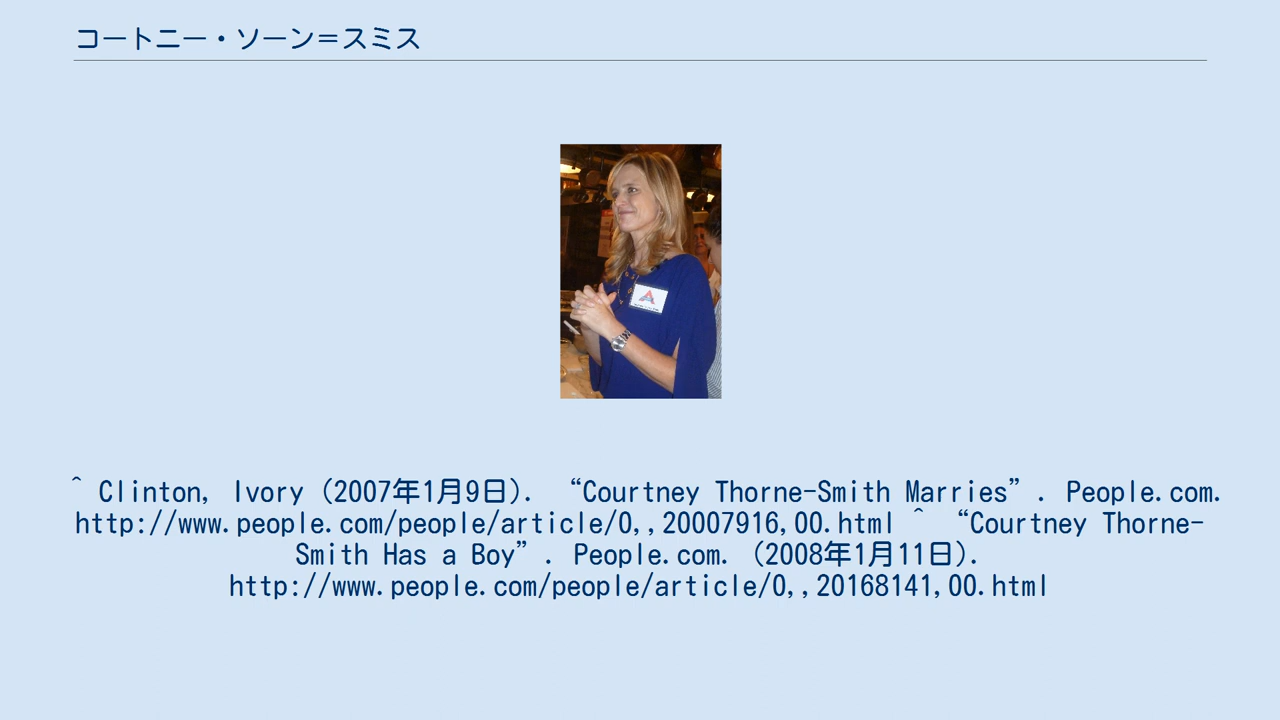 コートニー・ソーン＝スミス
^ Clinton, Ivory (2007年1月9日). “Courtney Thorne-Smith Marries”. People.com.
http://www.people.com/people/article/0,,20007916,00.html ^ “Courtney Thorne-
Smith Has a Boy”. People.com. (2008年1月11日).
http://www.people.com/people/article/0,,20168141,00.html